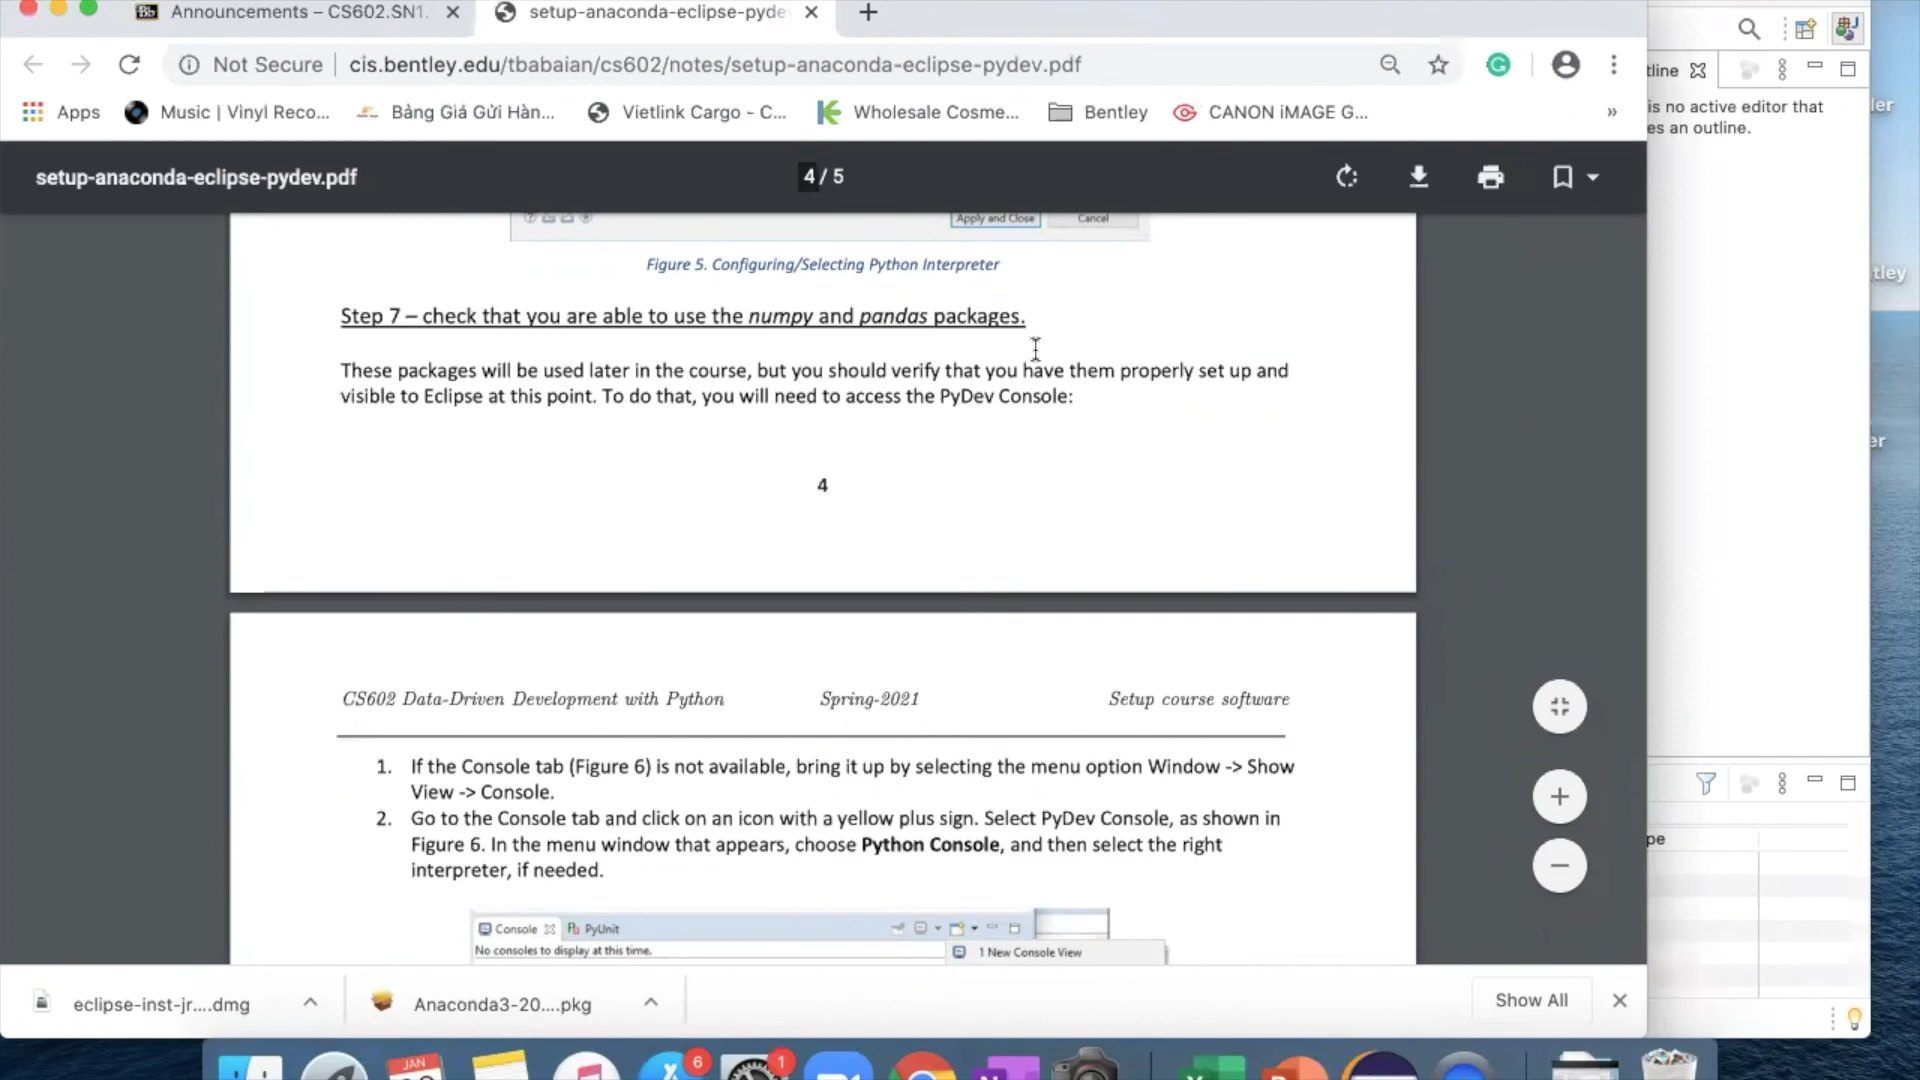 Announcements – CS602.SN1.
setup-anaconda-eclipse-pyde
Not Secure
cis.bentley.edu/tbabaian/cs602/notes/setup-anaconda-eclipse-pydev.pdf
Apps
Music | Vinyl Reco...
Bảng Giá Gửi Hàn...
Vietlink Cargo - C...
Wholesale Cosme...
Bentley
CANON iMAGE G...
»
tline
is no active editor that
es an outline.
ler
tley
er
setup-anaconda-eclipse-pydev.pdf
4 / 5
Apply and Close
Cancel
Figure 5. Configuring/Selecting Python Interpreter
Step 7 – check that you are able to use the numpy and pandas packages.
These packages will be used later in the course, but you should verify that you have them properly set up and
visible to Eclipse at this point. To do that, you will need to access the PyDev Console:
4
CS602 Data-Driven Development with Python Spring-2021 Setup course software
1. If the Console tab (Figure 6) is not available, bring it up by selecting the menu option Window -> Show
View -> Console.
2. Go to the Console tab and click on an icon with a yellow plus sign. Select PyDev Console, as shown in
Figure 6. In the menu window that appears, choose Python Console, and then select the right
interpreter, if needed.
Console
PyUnit
No consoles to display at this time.
1 New Console View
pe
eclipse-inst-jr....dmg
Anaconda3-20....pkg
Show All
JAN
6
1